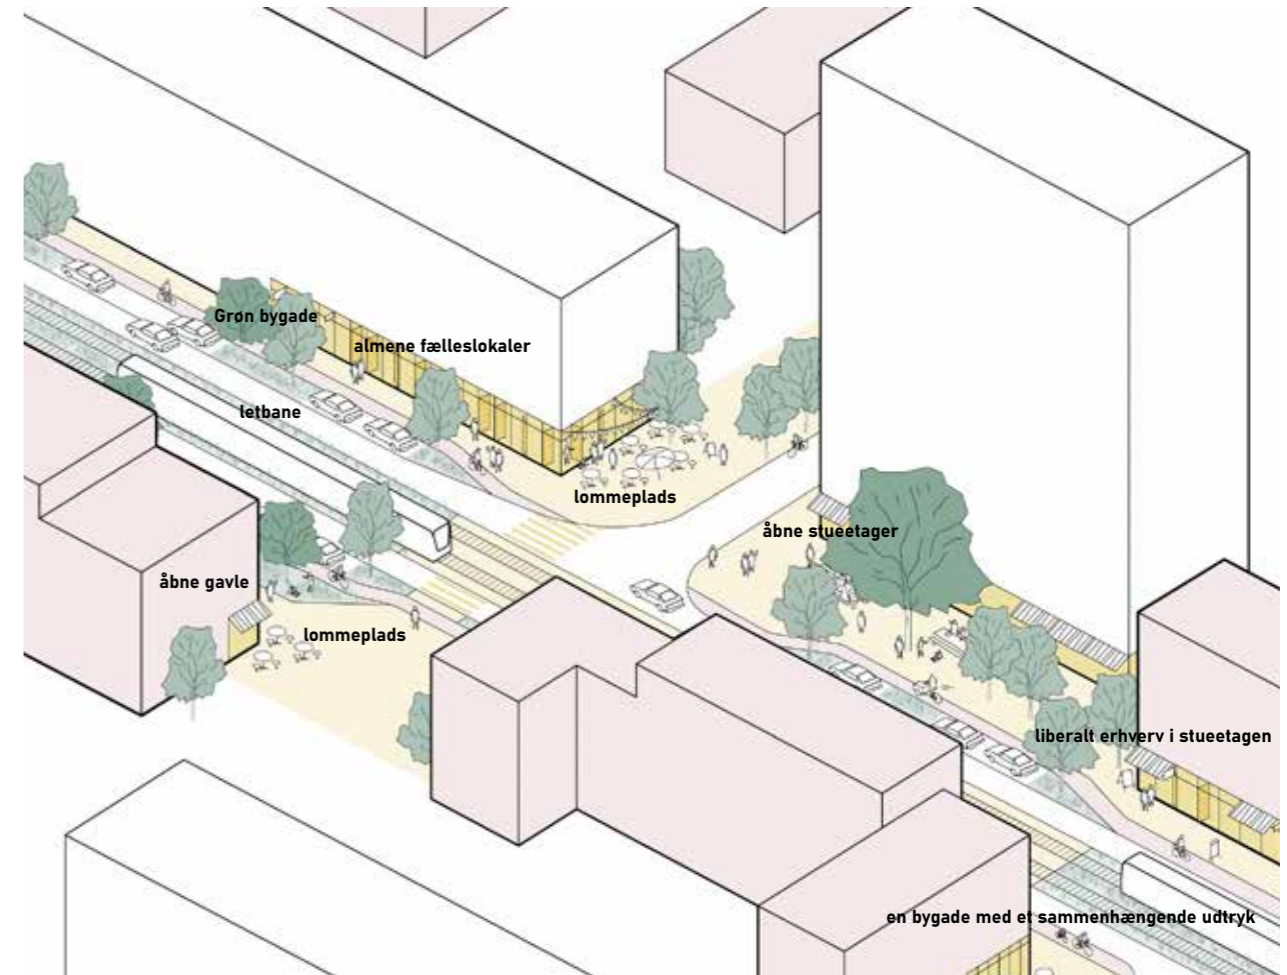 Grøn bygade
almene fælleslokaler
letbane
lommeplads
åbne stueetager
åbne gavle
lommeplads
liberalt erhverv i stueetagen
en bygade med et sammenhængende udtryk